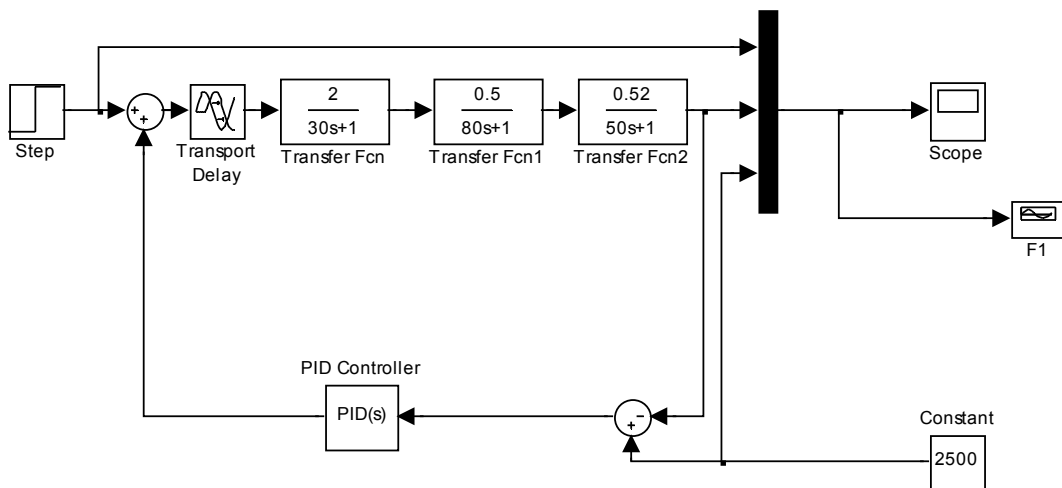 Step
+
+
Transport
Delay
2
30s+1
Transfer Fcn
0.5
80s+1
Transfer Fcn1
0.52
50s+1
Transfer Fcn2
Scope
F1
PID Controller
PID(s)
−
+
Constant
2500